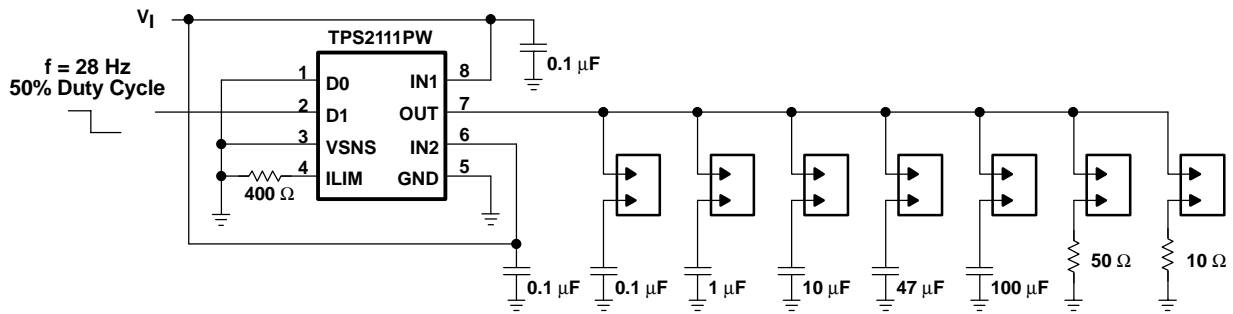 VI
TPS2111PW
f = 28 Hz
50% Duty Cycle
0.1 µF
1
D0
IN1
8
2
D1
OUT
7
3
VSNS
IN2
6
4
ILIM
GND
5
400 Ω
0.1 µF
0.1 µF
1 µF
10 µF
47 µF
100 µF
50 Ω
10 Ω